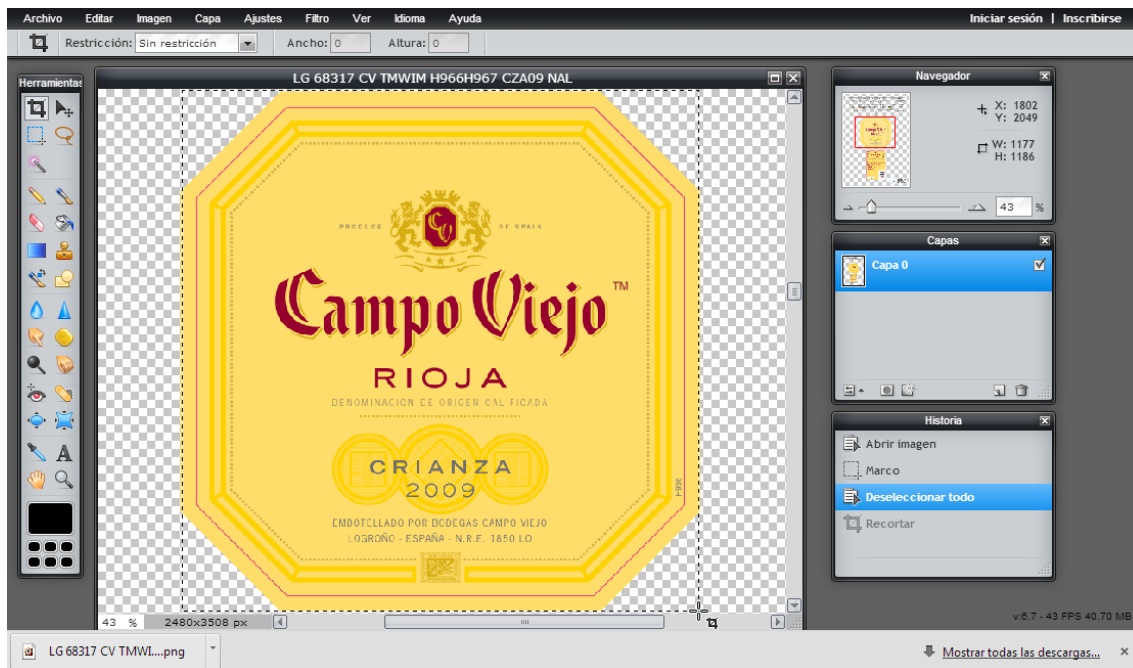 Archivo Editar Imagen Capa Ajustes Filtro Ver Idioma Ayuda Iniciar sesión | Inscribirse
Restricción: Sin restricción Ancho: 0 Altura: 0
Herramientas
LG 68317 CV TMWIM H966H967 CZA09 NAL
PRODUCE OF SPAIN
CV
Campo Viejo™
RIOJA
DENOMINACION DE ORIGEN CAL FICADA
CRIANZA
2009
H966
EMBOTELLADO POR BODEGAS CAMPO VIEJO
LOGROÑO - ESPAÑA - N.R.E. 1850 LO
43 % 2480x3508 px
Navegador
X: 1802
Y: 2049
W: 1177
H: 1186
43 %
Capas
Capa 0
Historia
Abrir imagen
Marco
Deseleccionar todo
Recortar
v:6.7 - 43 FPS 40.70 MB
LG 68317 CV TMWI....png Mostrar todas las descargas...